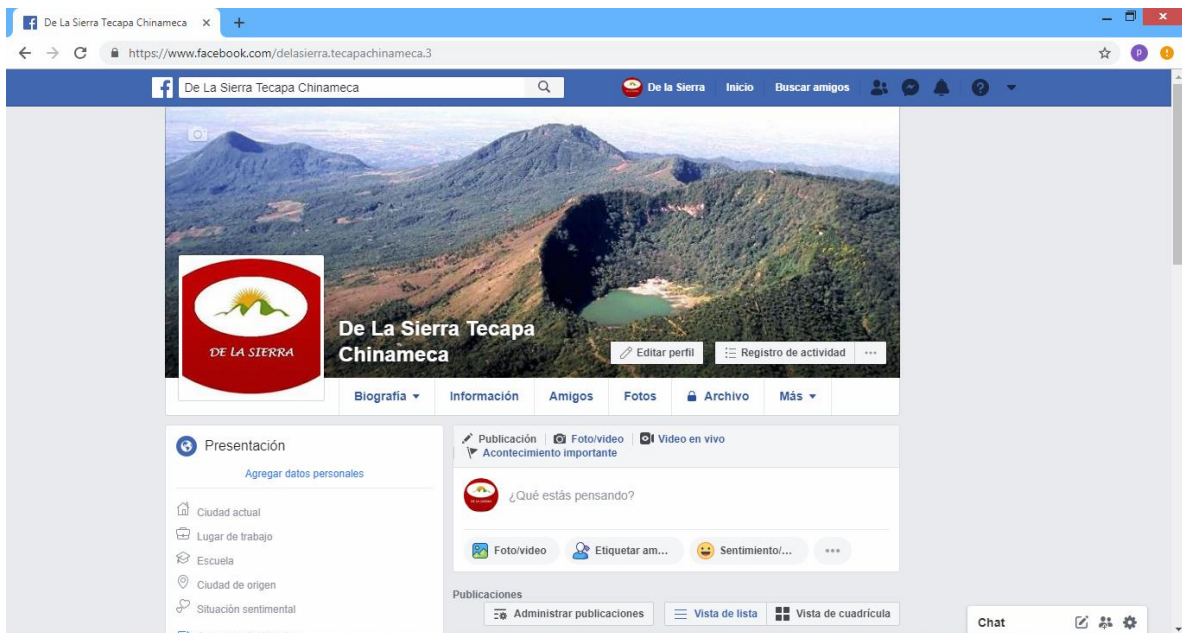 De La Sierra Tecapa Chinameca
https://www.facebook.com/delasierra.tecapachinameca.3
P
De La Sierra Tecapa Chinameca
De la Sierra
Inicio
Buscar amigos
De La Sierra Tecapa
Chinameca
DE LA SIERRA
Editar perfil
Registro de actividad
Biografía
Información
Amigos
Fotos
Archivo
Más
Presentación
Agregar datos personales
Ciudad actual
Lugar de trabajo
Escuela
Ciudad de origen
Situación sentimental
Publicación
Foto/video
Video en vivo
Acontecimiento importante
¿Qué estás pensando?
Foto/video
Etiquetar am...
Sentimiento/...
Publicaciones
Administrar publicaciones
Vista de lista
Vista de cuadrícula
Chat